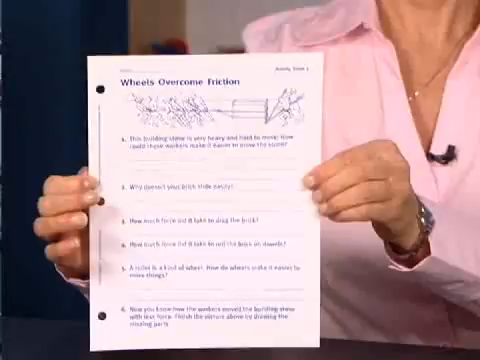 Name
Activity Sheet 1
Wheels Overcome Friction
1. This building stone is very heavy and hard to move. How
could these workers make it easier to move the stone?
2. Why doesn't your brick slide easily?
3. How much force did it take to drag the brick?
4. How much force did it take to roll the brick on dowels?
5. A roller is a kind of wheel. How do wheels make it easier to
move things?
6. Now you know how the workers moved the building stone
with less force. Finish the picture above by drawing the
missing parts.